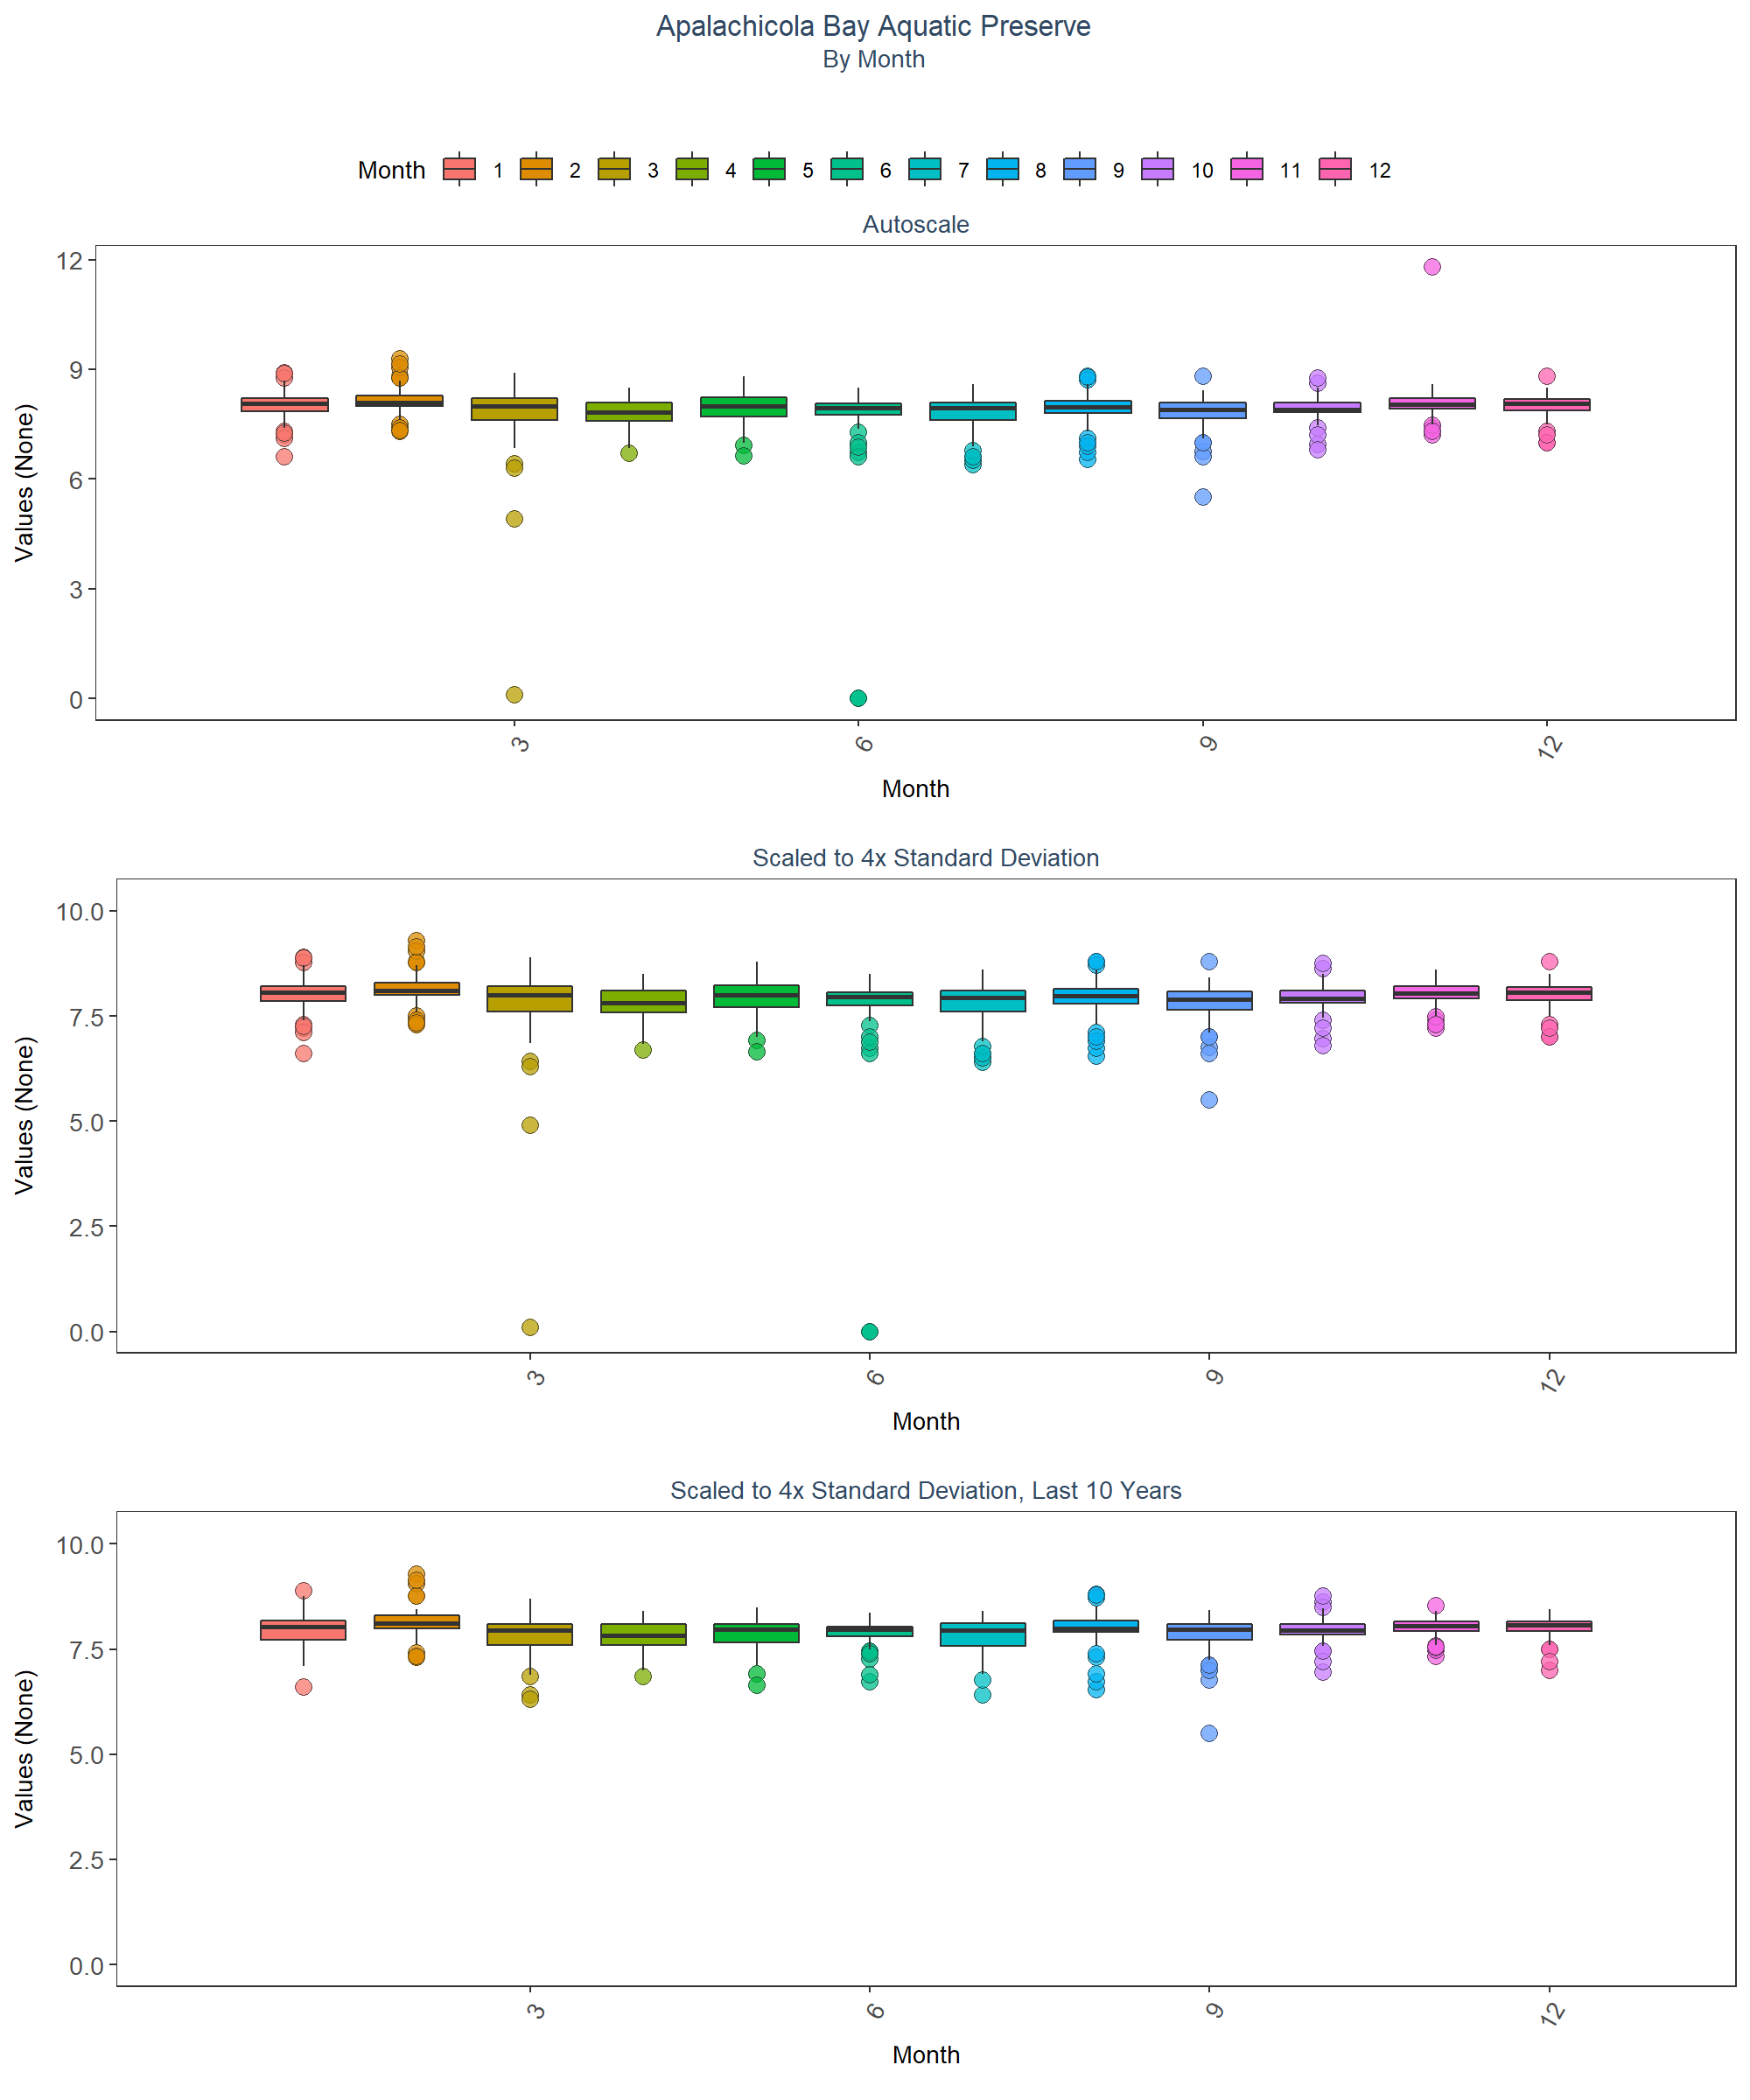 Apalachicola Bay Aquatic Preserve
By Month
Month 1 2 3 4 5 6 7 8 9 10 11 12
Autoscale
Values (None)
12
9
6
3
0
3 6 9 12
Month
Scaled to 4x Standard Deviation
Values (None)
10.0
7.5
5.0
2.5
0.0
3 6 9 12
Month
Scaled to 4x Standard Deviation, Last 10 Years
Values (None)
10.0
7.5
5.0
2.5
0.0
3 6 9 12
Month